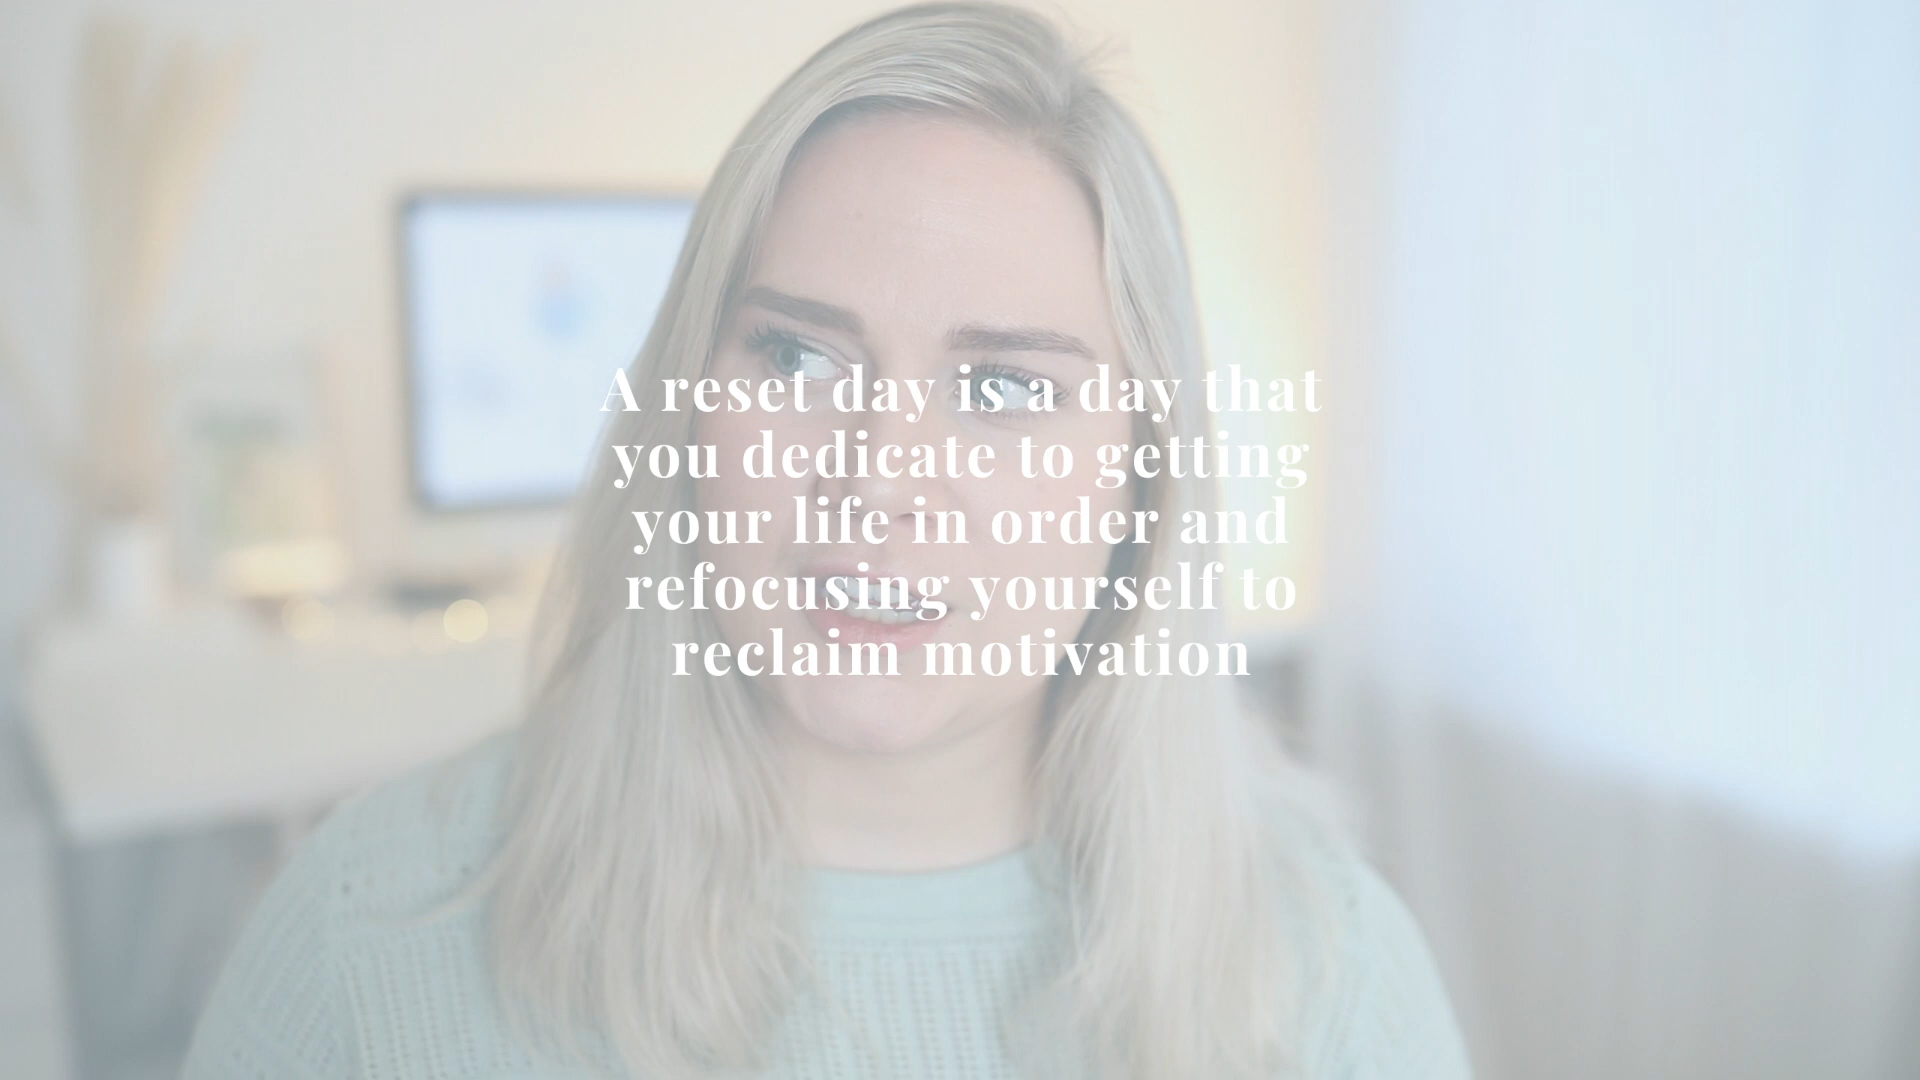 A reset day is a day that
you dedicate to getting
your life in order and
refocusing yourself to
reclaim motivation